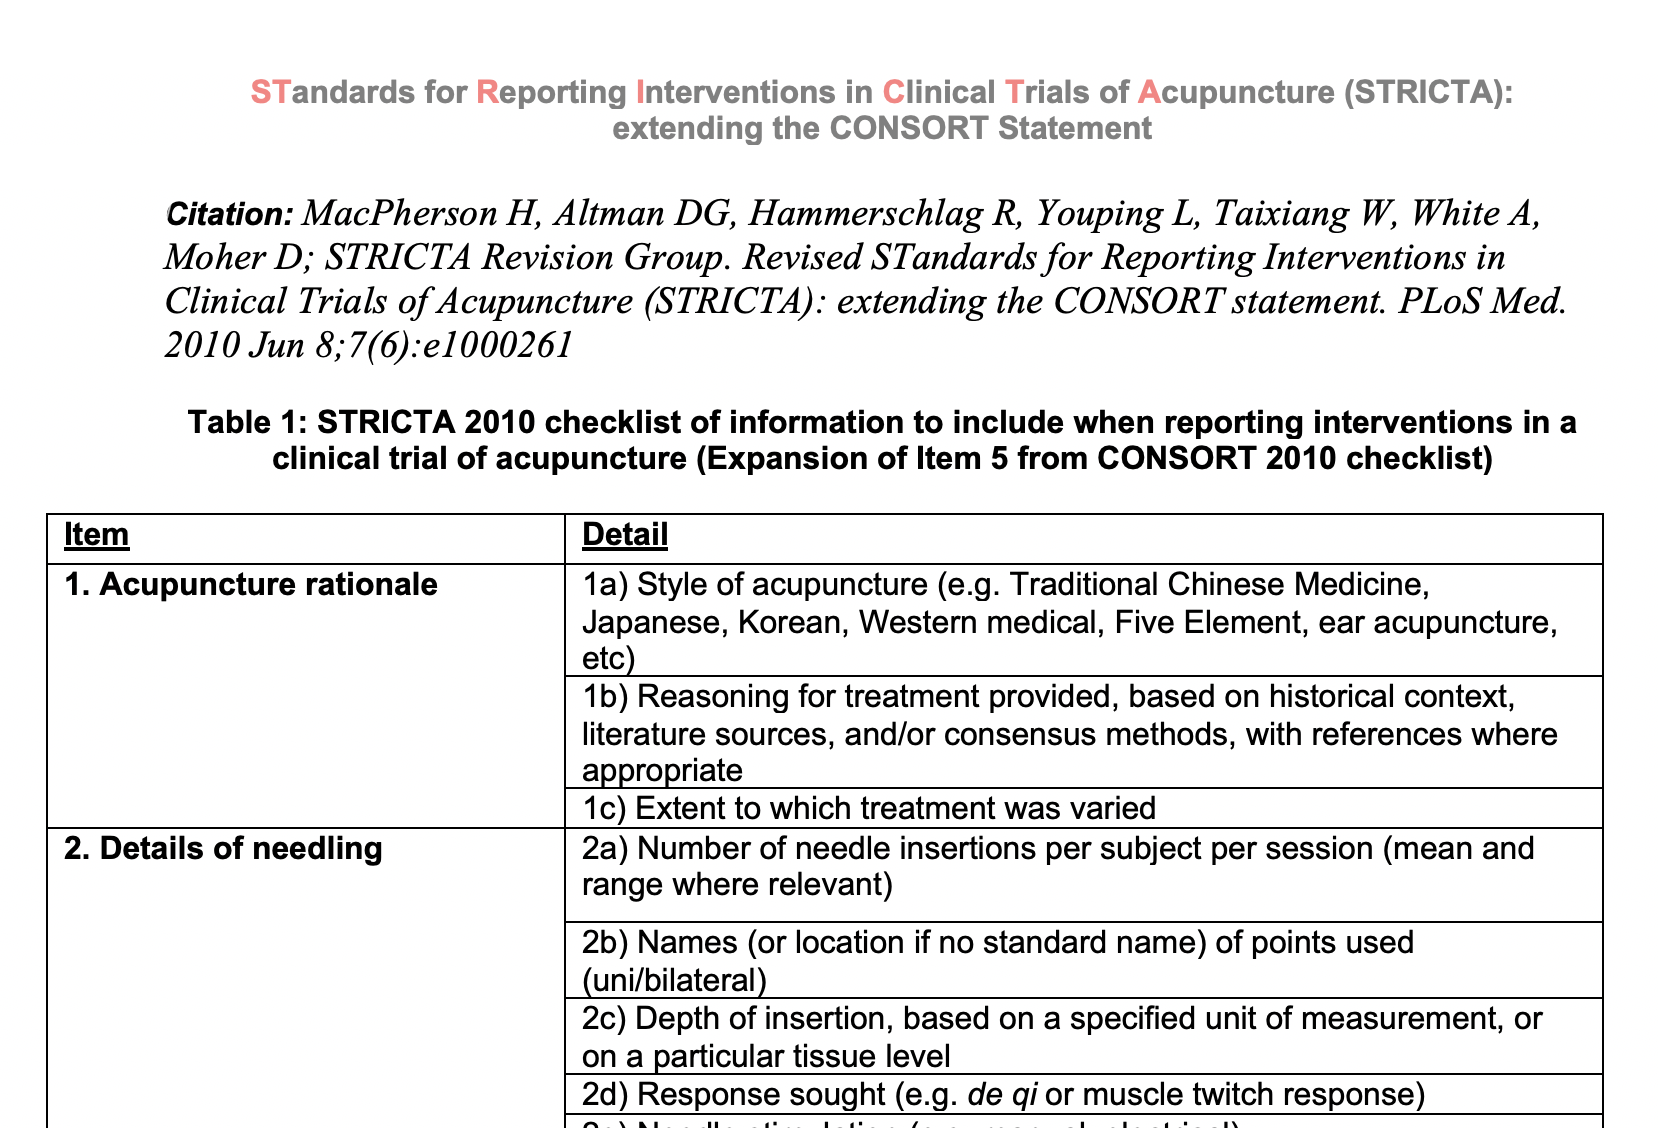 STandards for Reporting Interventions in Clinical Trials of Acupuncture (STRICTA):
extending the CONSORT Statement
Citation: MacPherson H, Altman DG, Hammerschlag R, Youping L, Taixiang W, White A,
Moher D; STRICTA Revision Group. Revised STandards for Reporting Interventions in
Clinical Trials of Acupuncture (STRICTA): extending the CONSORT statement. PLoS Med.
2010 Jun 8;7(6):e1000261
Table 1: STRICTA 2010 checklist of information to include when reporting interventions in a
clinical trial of acupuncture (Expansion of Item 5 from CONSORT 2010 checklist)
Item
Detail
1. Acupuncture rationale
1a) Style of acupuncture (e.g. Traditional Chinese Medicine,
Japanese, Korean, Western medical, Five Element, ear acupuncture,
etc)
1b) Reasoning for treatment provided, based on historical context,
literature sources, and/or consensus methods, with references where
appropriate
1c) Extent to which treatment was varied
2. Details of needling
2a) Number of needle insertions per subject per session (mean and
range where relevant)
2b) Names (or location if no standard name) of points used
(uni/bilateral)
2c) Depth of insertion, based on a specified unit of measurement, or
on a particular tissue level
2d) Response sought (e.g. de qi or muscle twitch response)